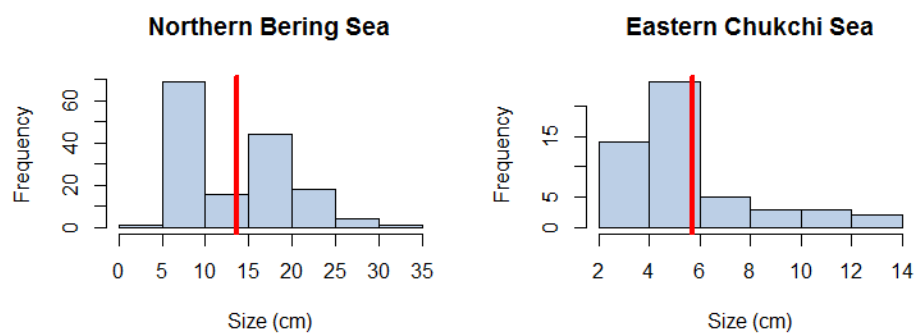 Northern Bering Sea
Frequency
0 20 40 60
0 5 10 15 20 25 30 35
Size (cm)
Eastern Chukchi Sea
Frequency
5 15
2 4 6 8 10 12 14
Size (cm)